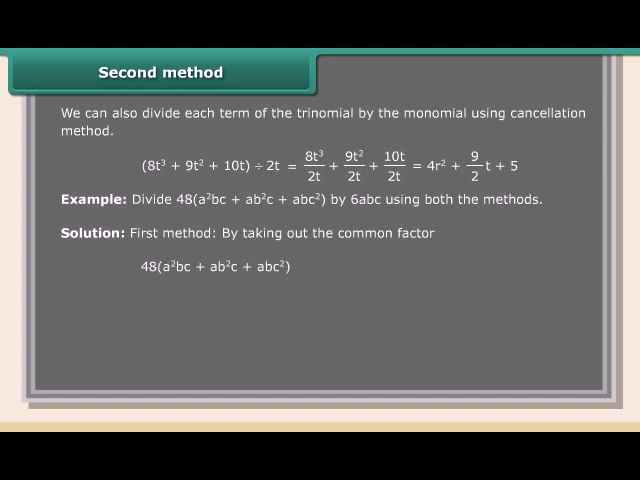 Second method
We can also divide each term of the trinomial by the monomial using cancellation
method.
(8t³ + 9t² + 10t) ÷ 2t = 8t³/2t + 9t²/2t + 10t/2t = 4r² + 9/2 t + 5
Example: Divide 48(a²bc + ab²c + abc²) by 6abc using both the methods.
Solution: First method: By taking out the common factor
48(a²bc + ab²c + abc²)